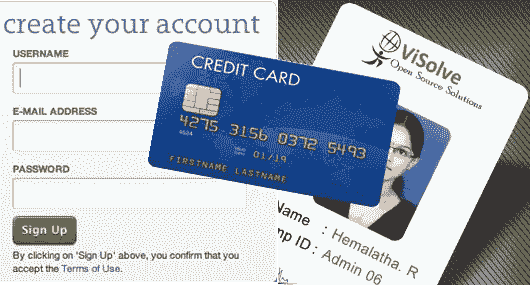 create your account
USERNAME
E-MAIL ADDRESS
PASSWORD
Sign Up
By clicking on 'Sign Up' above, you confirm that you
accept the Terms of Use.
CREDIT CARD
4275 3156 0372 5493
01/19
FIRSTNAME LASTNAME
ViSolve
Open Source Solutions
Name : Hemalatha. R
mp ID : Admin 06